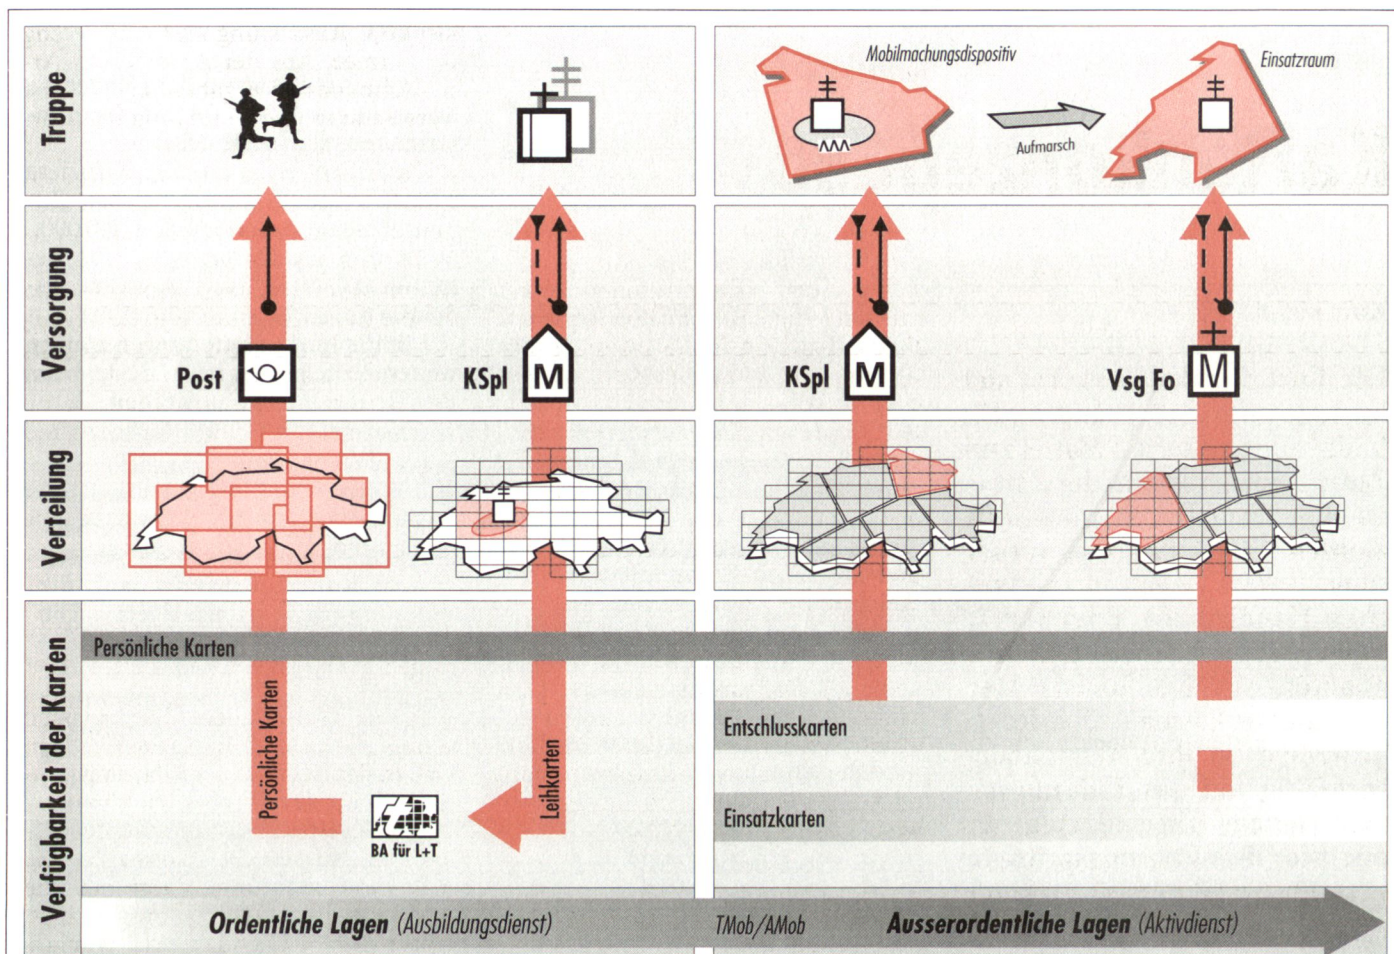 Truppe
Mobilmachungsdispositiv
Einsatzraum
Aufmarsch
Versorgung
Post
KSpl
M
KSpl
M
Vsg Fo
M
Verteilung
Verfügbarkeit der Karten
Persönliche Karten
Persönliche Karten
Leihkarten
BA für L+T
Entschlusskarten
Einsatzkarten
Ordentliche Lagen (Ausbildungsdienst)
TMob/AMob
Ausserordentliche Lagen (Aktivdienst)